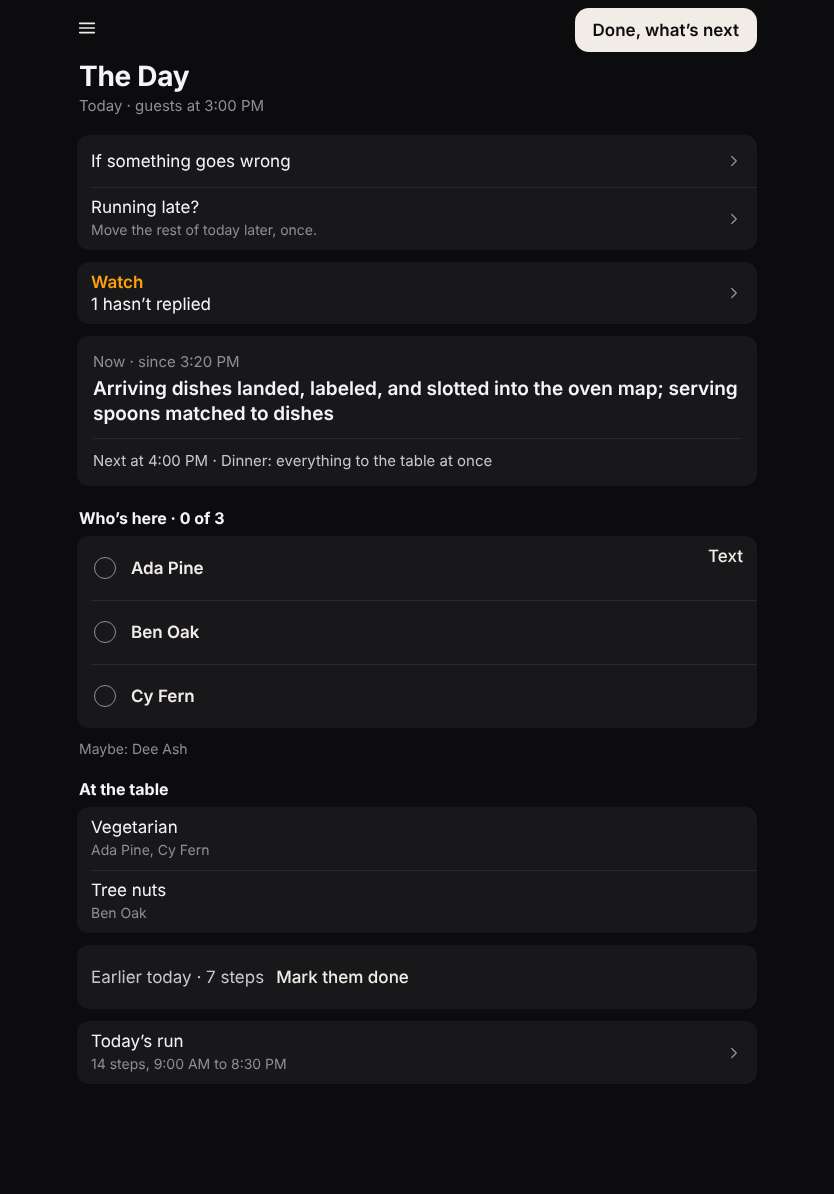 Done, what’s next
The Day
Today · guests at 3:00 PM
If something goes wrong
Running late?
Move the rest of today later, once.
Watch
1 hasn’t replied
Now · since 3:20 PM
Arriving dishes landed, labeled, and slotted into the oven map; serving
spoons matched to dishes
Next at 4:00 PM · Dinner: everything to the table at once
Who’s here · 0 of 3
Ada Pine
Text
Ben Oak
Cy Fern
Maybe: Dee Ash
At the table
Vegetarian
Ada Pine, Cy Fern
Tree nuts
Ben Oak
Earlier today · 7 steps Mark them done
Today’s run
14 steps, 9:00 AM to 8:30 PM